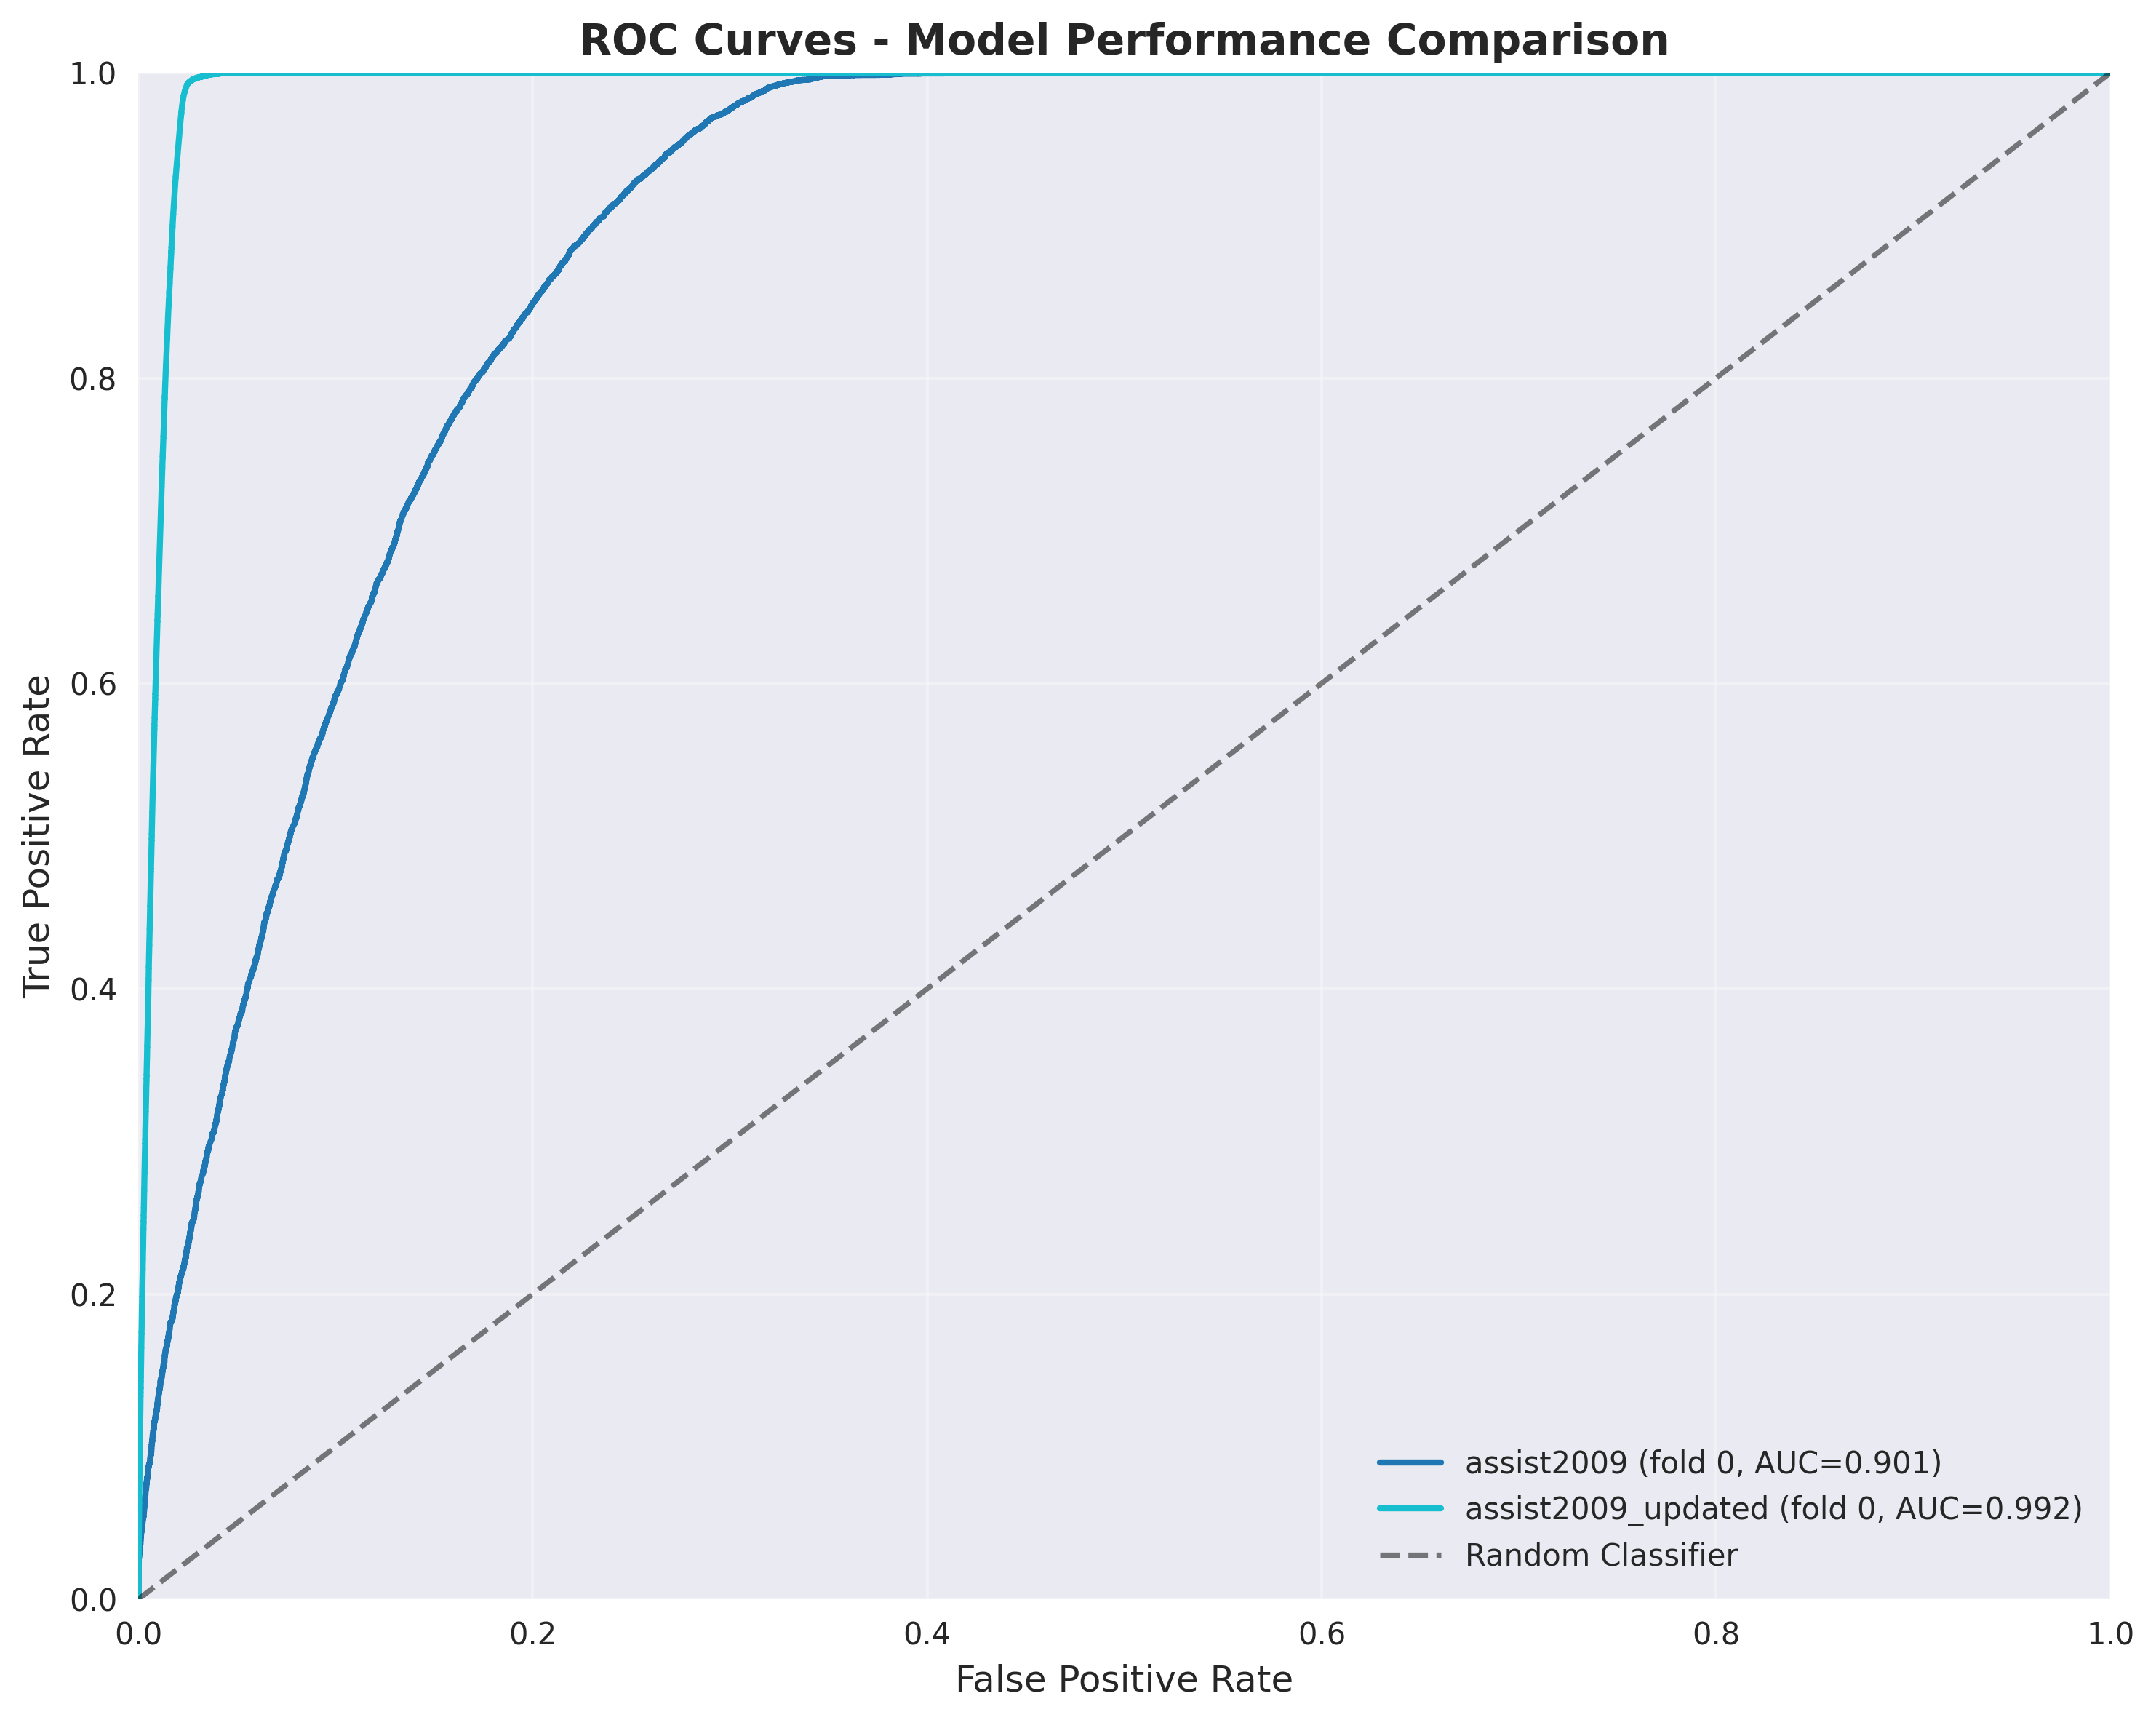 ROC Curves - Model Performance Comparison
True Positive Rate
1.0
0.8
0.6
0.4
0.2
0.0
assist2009 (fold 0, AUC=0.901)
assist2009_updated (fold 0, AUC=0.992)
Random Classifier
0.0 0.2 0.4 0.6 0.8 1.0
False Positive Rate